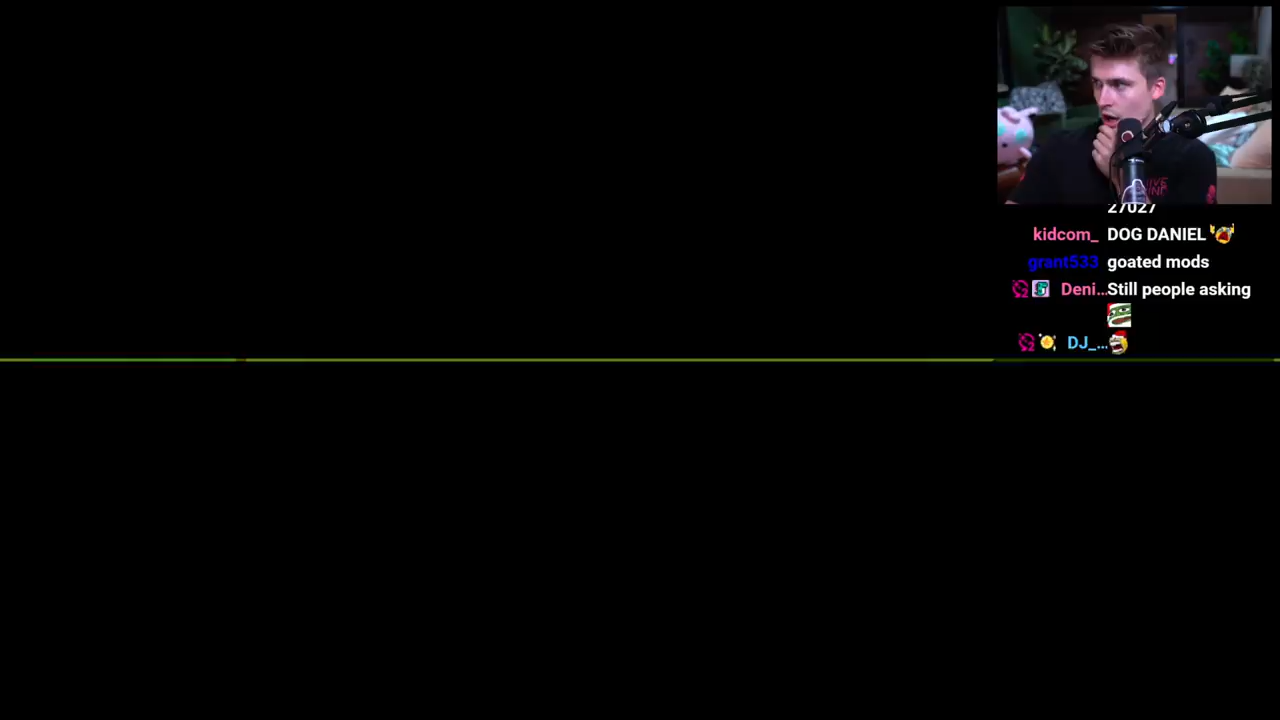 27027
kidcom_ DOG DANIEL
grant533 goated mods
Deni... Still people asking
DJ_...